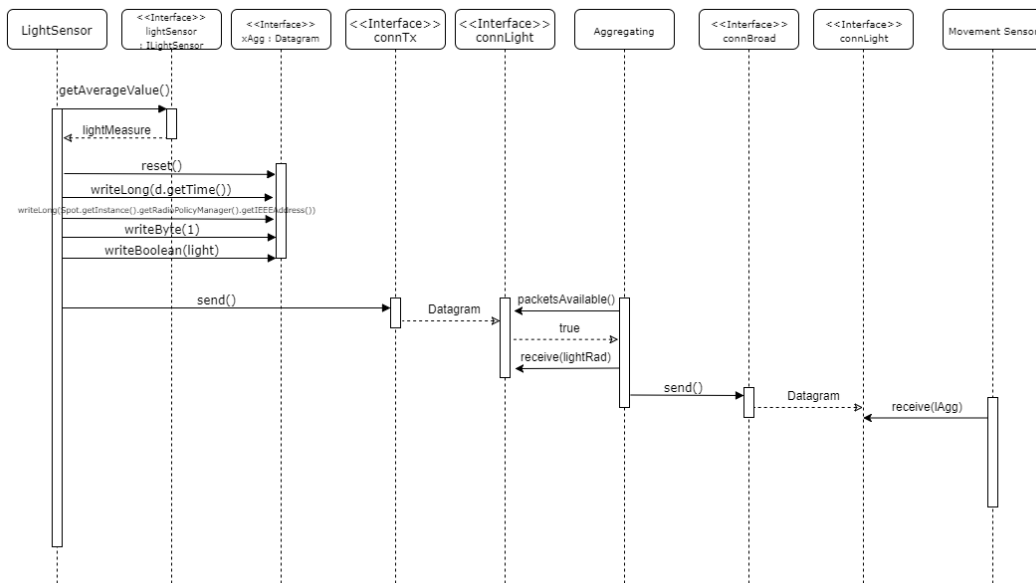 LightSensor
<<Interface>>
lightSensor
: ILightSensor
<<Interface>>
xAgg : Datagram
<<Interface>>
connTx
<<Interface>>
connLight
Aggregating
<<Interface>>
connBroad
<<Interface>>
connLight
Movement Sensor
getAverageValue()
lightMeasure
reset()
writeLong(d.getTime())
writeLong(Spot.getInstance().getRadioPolicyManager().getIEEEAddress())
writeByte(1)
writeBoolean(light)
send()
Datagram
packetsAvailable()
true
receive(lightRad)
send()
Datagram
receive(lAgg)